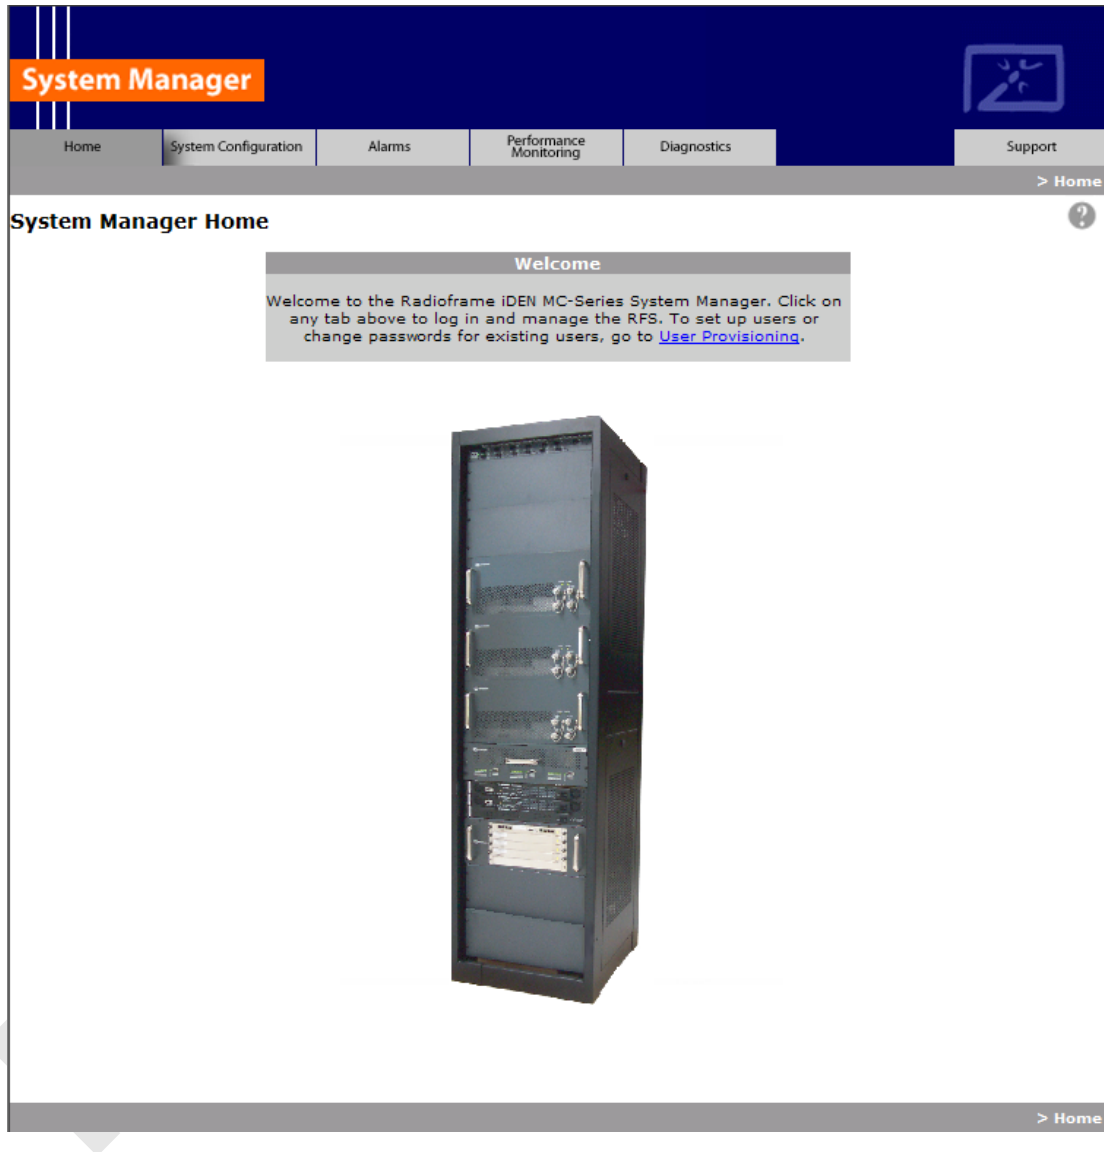 System Manager
Home
System Configuration
Alarms
Performance
Monitoring
Diagnostics
Support
> Home
System Manager Home
?
Welcome
Welcome to the Radioframe iDEN MC-Series System Manager. Click on
any tab above to log in and manage the RFS. To set up users or
change passwords for existing users, go to User Provisioning.
> Home